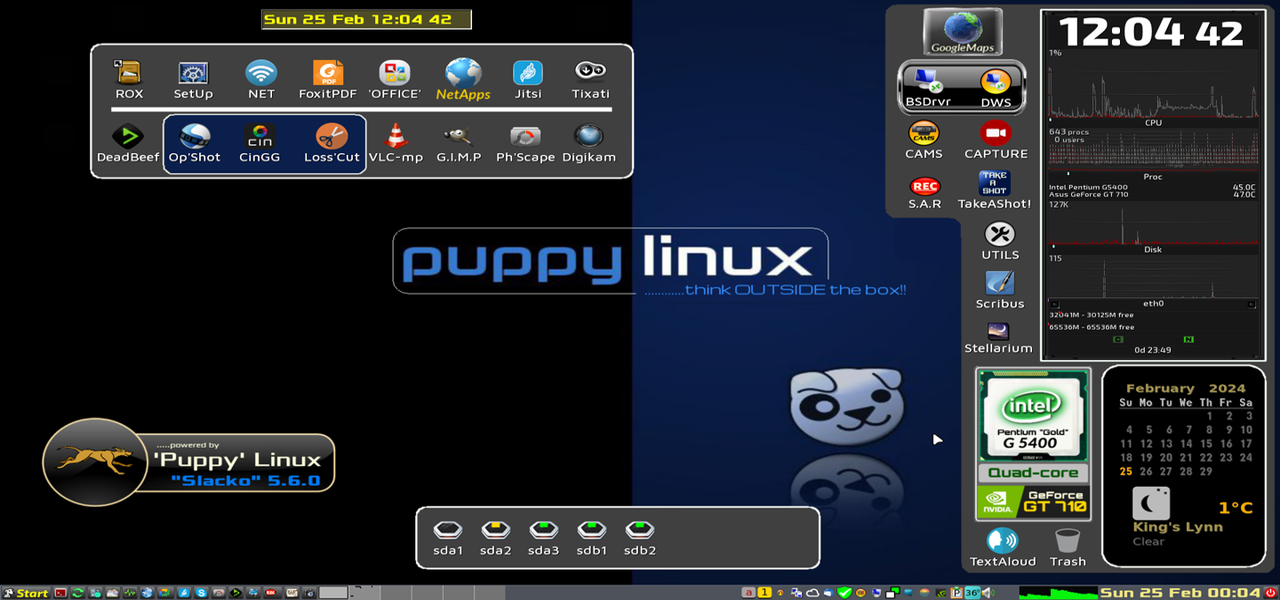 Sun 25 Feb 12:04 42
ROX SetUp NET FoxitPDF 'OFFICE' NetApps Jitsi Tixati
DeadBeef Op'Shot CinGG Loss'Cut VLC-mp G.I.M.P Ph'Scape Digikam
puppy linux
............think OUTSIDE the box!!
.....powered by
'Puppy' Linux
"Slacko" 5.6.0
sda1 sda2 sda3 sdb1 sdb2
GoogleMaps
BSDrvr DWS
CAMS CAPTURE
REC
TAKE
A
SHOT
S.A.R TakeAShot!
UTILS
Scribus
Stellarium
12:04 42
1%
CPU
643 procs
0 users
Proc
Intel Pentium G5400 45.0C
Asus GeForce GT 710 47.0C
127K
Disk
115
eth0
32041M - 30125M free
65536M - 65536M free
0d 23:49
intel
Pentium "Gold"
G 5400
Quad-core
NVIDIA.
GeForce
GT 710
TextAloud Trash
February 2024
Su Mo Tu We Th Fr Sa
1 2 3
4 5 6 7 8 9 10
11 12 13 14 15 16 17
18 19 20 21 22 23 24
25 26 27 28 29
1°C
King's Lynn
Clear
Start
a 1 36°
Sun 25 Feb 00:04